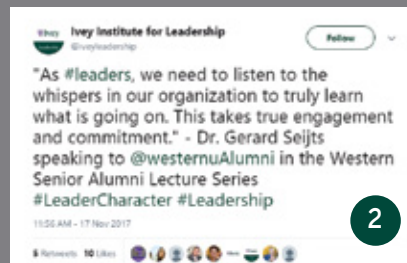 Ivey Institute for Leadership
@iveyleadership
Follow
"As #leaders, we need to listen to the
whispers in our organization to truly learn
what is going on. This takes true engagement
and commitment." - Dr. Gerard Seijts
speaking to @westernuAlumni in the Western
Senior Alumni Lecture Series
#LeaderCharacter #Leadership
11:56 AM - 17 Nov 2017
2
5 Retweets 10 Likes